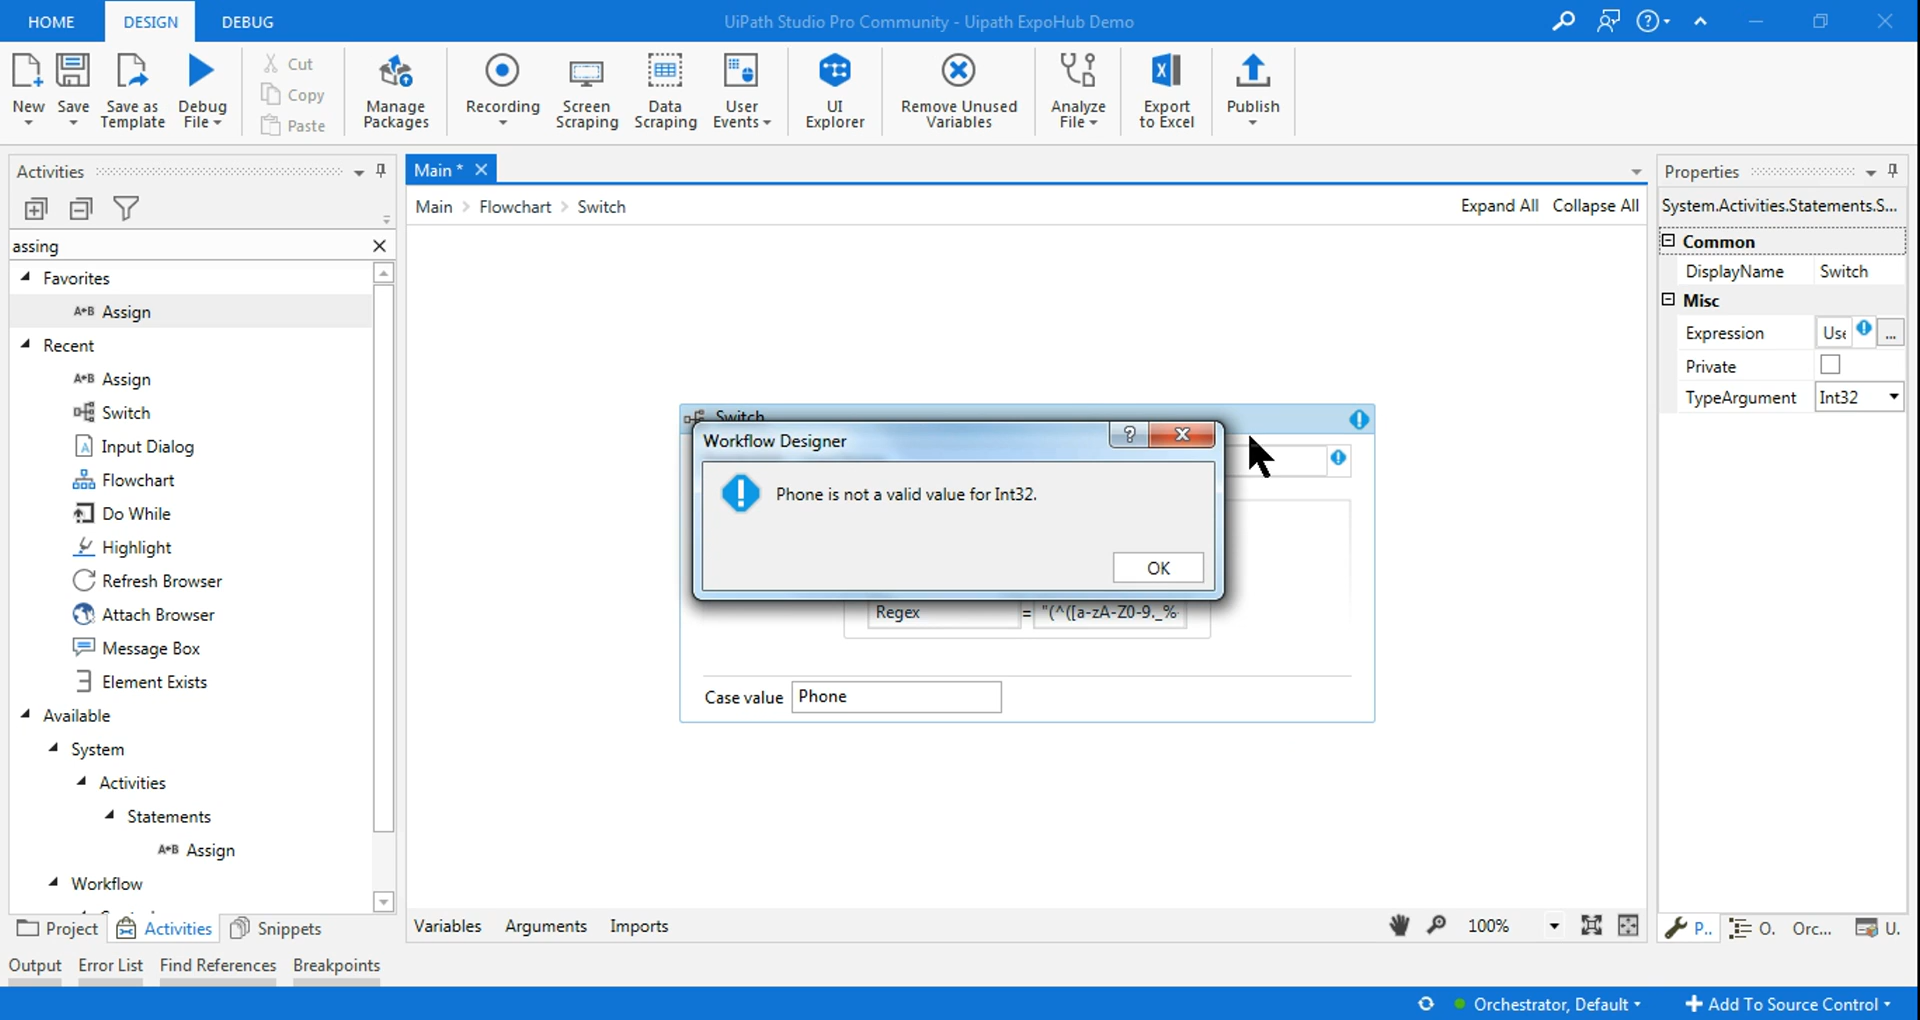 HOME DESIGN DEBUG UiPath Studio Pro Community - Uipath ExpoHub Demo
New Save Save as Template Debug File Cut Copy Paste Manage Packages Recording Screen Scraping Data Scraping User Events UI Explorer Remove Unused Variables Analyze File Export to Excel Publish
Activities
assing
Favorites
Assign
Recent
Assign
Switch
Input Dialog
Flowchart
Do While
Highlight
Refresh Browser
Attach Browser
Message Box
Element Exists
Available
System
Activities
Statements
Assign
Workflow
Project Activities Snippets
Main *
Main > Flowchart > Switch Expand All Collapse All
Switch
Workflow Designer
Phone is not a valid value for Int32.
OK
Regex = "(^([a-zA-Z0-9._%
Case value Phone
Variables Arguments Imports 100%
Properties
System.Activities.Statements.S...
Common
DisplayName Switch
Misc
Expression Use ...
Private
TypeArgument Int32
P.. O. Orc... U.
Output Error List Find References Breakpoints
Orchestrator, Default Add To Source Control